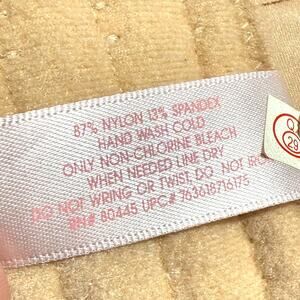 87% NYLON 13% SPANDEX
HAND WASH COLD
ONLY NON-CHLORINE BLEACH
WHEN NEEDED LINE DRY
DO NOT WRING OR TWIST DO NOT IRON
RN# 80445 UPC# 763618716175
29